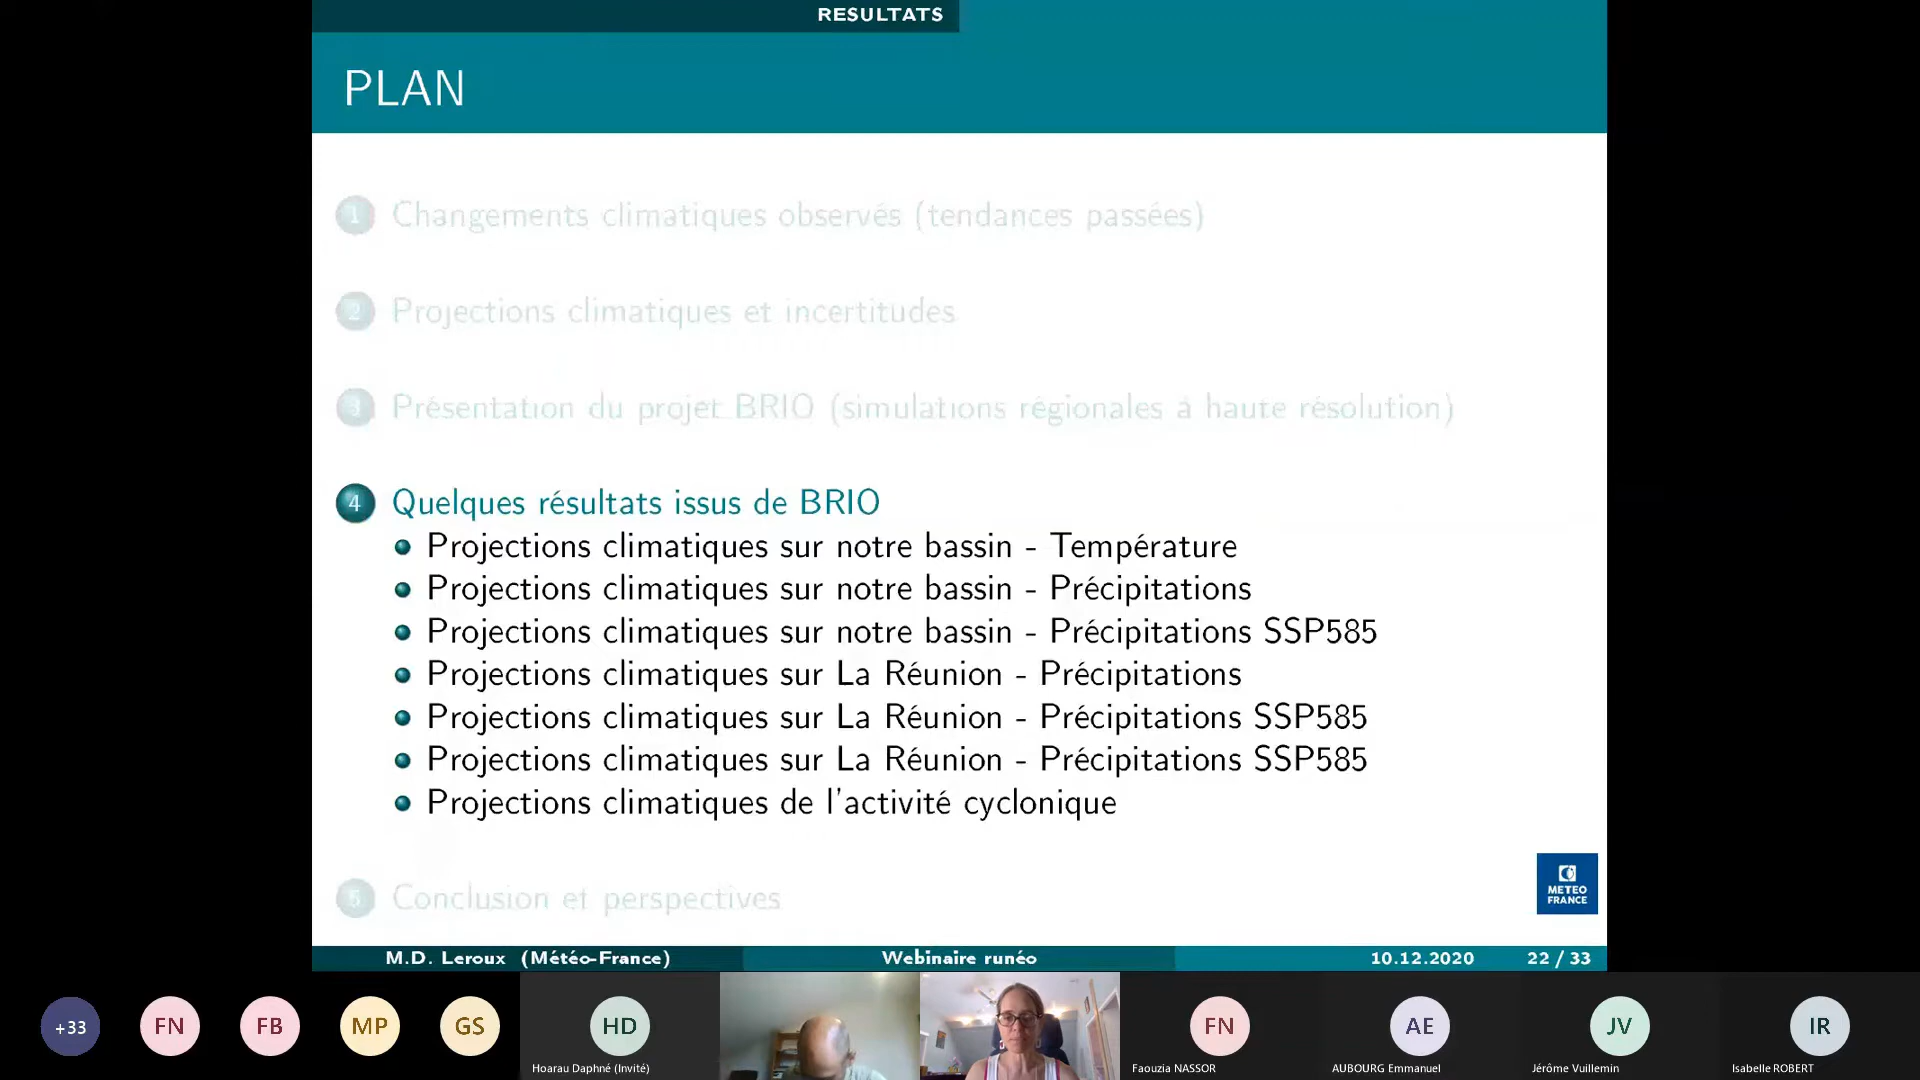 RESULTATS
PLAN
1 Changements climatiques observés (tendances passées)
2 Projections climatiques et incertitudes
3 Présentation du projet BRIO (simulations régionales à haute résolution)
4 Quelques résultats issus de BRIO
Projections climatiques sur notre bassin - Température
Projections climatiques sur notre bassin - Précipitations
Projections climatiques sur notre bassin - Précipitations SSP585
Projections climatiques sur La Réunion - Précipitations
Projections climatiques sur La Réunion - Précipitations SSP585
Projections climatiques sur La Réunion - Précipitations SSP585
Projections climatiques de l'activité cyclonique
5 Conclusion et perspectives
METEO
FRANCE
M.D. Leroux (Météo-France) Webinaire runéo 10.12.2020 22 / 33
+33 FN FB MP GS HD FN AE JV IR
Hoarau Daphné (Invité) Faouzia NASSOR AUBOURG Emmanuel Jérôme Vuillemin Isabelle ROBERT